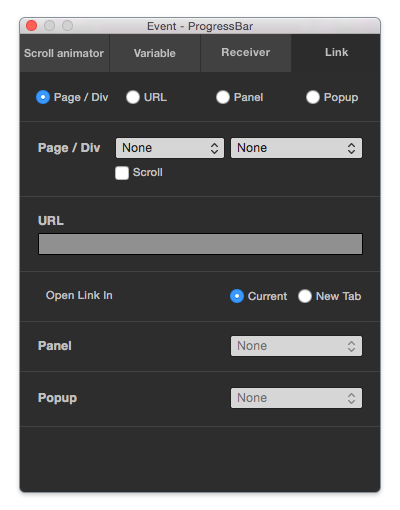 Event - ProgressBar
Scroll animator Variable Receiver Link
Page / Div URL Panel Popup
Page / Div None None
Scroll
URL
Open Link In Current New Tab
Panel None
Popup None